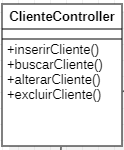 ClienteController
+inserirCliente()
+buscarCliente()
+alterarCliente()
+excluirCliente()